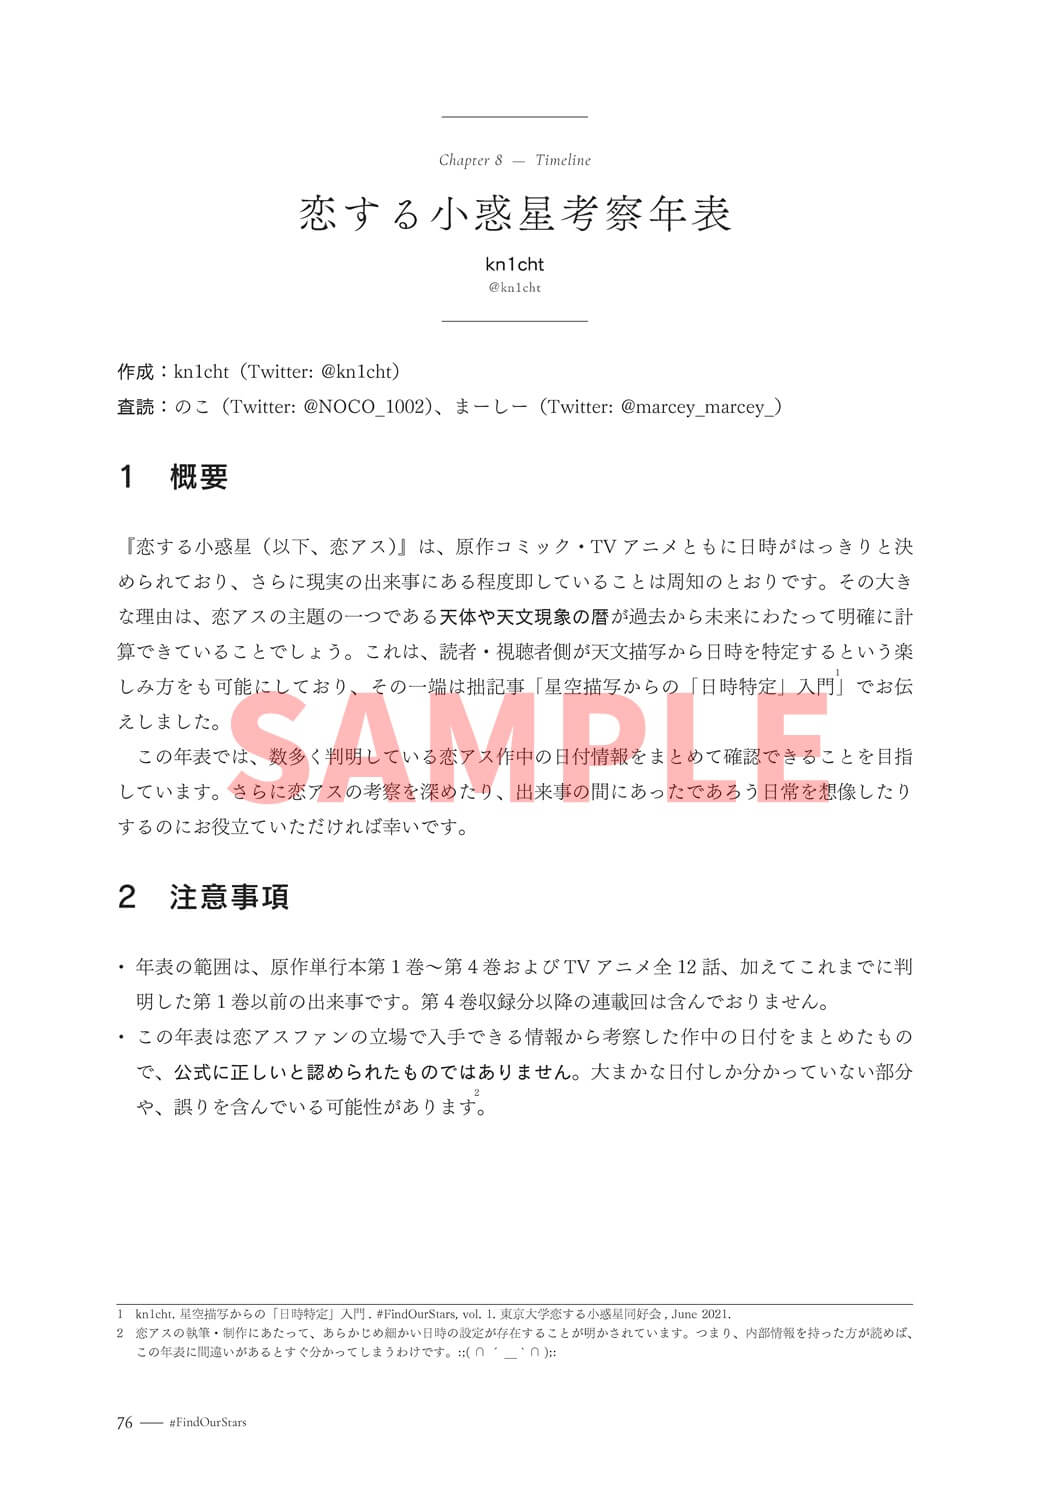 Chapter 8 — Timeline
恋する小惑星考察年表
kn1cht
@kn1cht
作成：kn1cht（Twitter: @kn1cht）
査読：のこ（Twitter: @NOCO_1002）、まーしー（Twitter: @marcey_marcey_）
1 概要
『恋する小惑星（以下、恋アス）』は、原作コミック・TV アニメともに日時がはっきりと決
められており、さらに現実の出来事にある程度即していることは周知のとおりです。その大き
な理由は、恋アスの主題の一つである天体や天文現象の暦が過去から未来にわたって明確に計
算できていることでしょう。これは、読者・視聴者側が天文描写から日時を特定するという楽
しみ方をも可能にしており、その一端は拙記事「星空描写からの「日時特定」入門」1 でお伝
えしました。
この年表では、数多く判明している恋アス作中の日付情報をまとめて確認できることを目指
しています。さらに恋アスの考察を深めたり、出来事の間にあったであろう日常を想像したり
するのにお役立ていただければ幸いです。
SAMPLE
2 注意事項
・ 年表の範囲は、原作単行本第 1 巻〜第 4 巻および TV アニメ全 12 話、加えてこれまでに判
明した第 1 巻以前の出来事です。第 4 巻収録分以降の連載回は含んでおりません。
・ この年表は恋アスファンの立場で入手できる情報から考察した作中の日付をまとめたもの
で、公式に正しいと認められたものではありません。大まかな日付しか分かっていない部分
や、誤りを含んでいる可能性があります。2
1 kn1cht. 星空描写からの「日時特定」入門 . #FindOurStars, vol. 1. 東京大学恋する小惑星同好会 , June 2021.
2 恋アスの執筆・制作にあたって、あらかじめ細かい日時の設定が存在することが明かされています。つまり、内部情報を持った方が読めば、
この年表に間違いがあるとすぐ分かってしまうわけです。::( ∩ ´ ＿ ` ∩ )::
76 — #FindOurStars